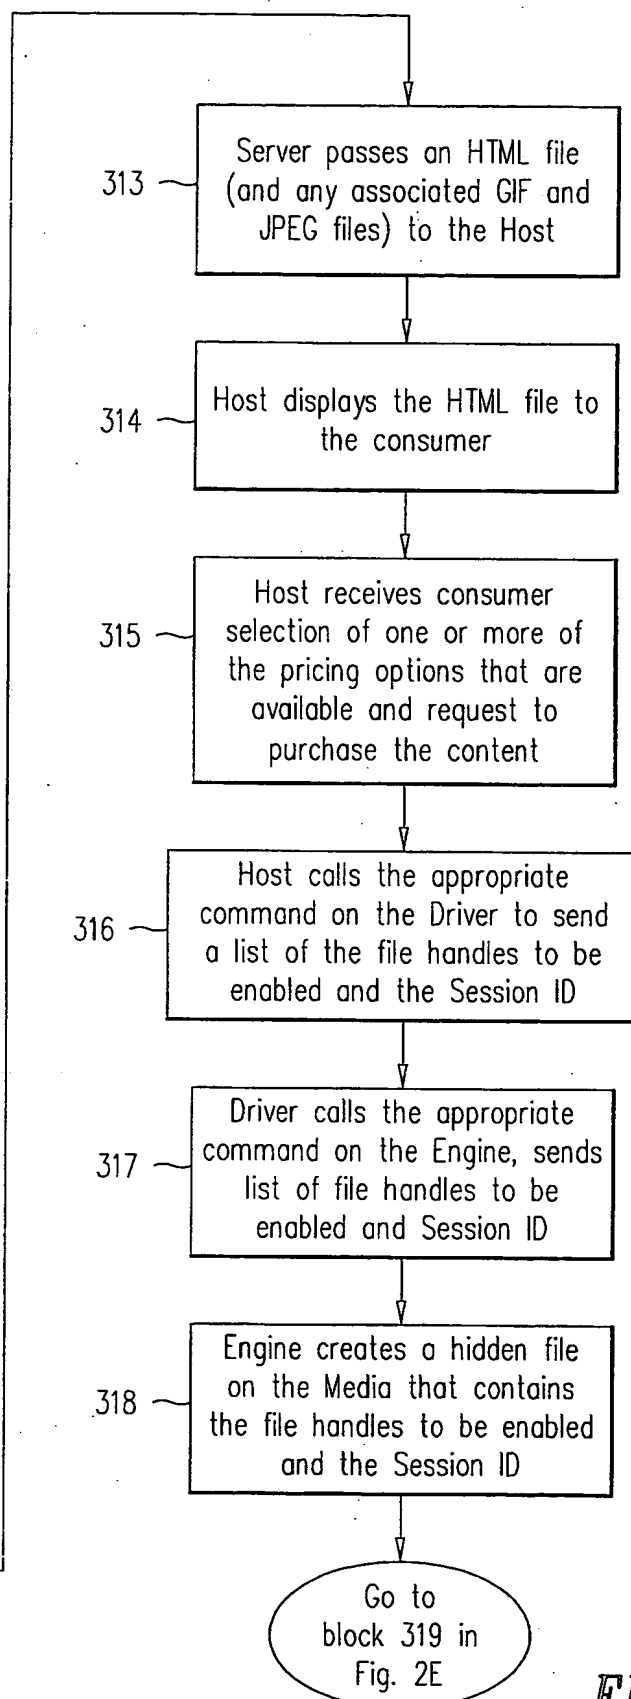 313
Server passes an HTML file
(and any associated GIF and
JPEG files) to the Host
314
Host displays the HTML file to
the consumer
315
Host receives consumer
selection of one or more of
the pricing options that are
available and request to
purchase the content
316
Host calls the appropriate
command on the Driver to send
a list of the file handles to be
enabled and the Session ID
317
Driver calls the appropriate
command on the Engine, sends
list of file handles to be
enabled and Session ID
318
Engine creates a hidden file
on the Media that contains
the file handles to be enabled
and the Session ID
Go to
block 319 in
Fig. 2E